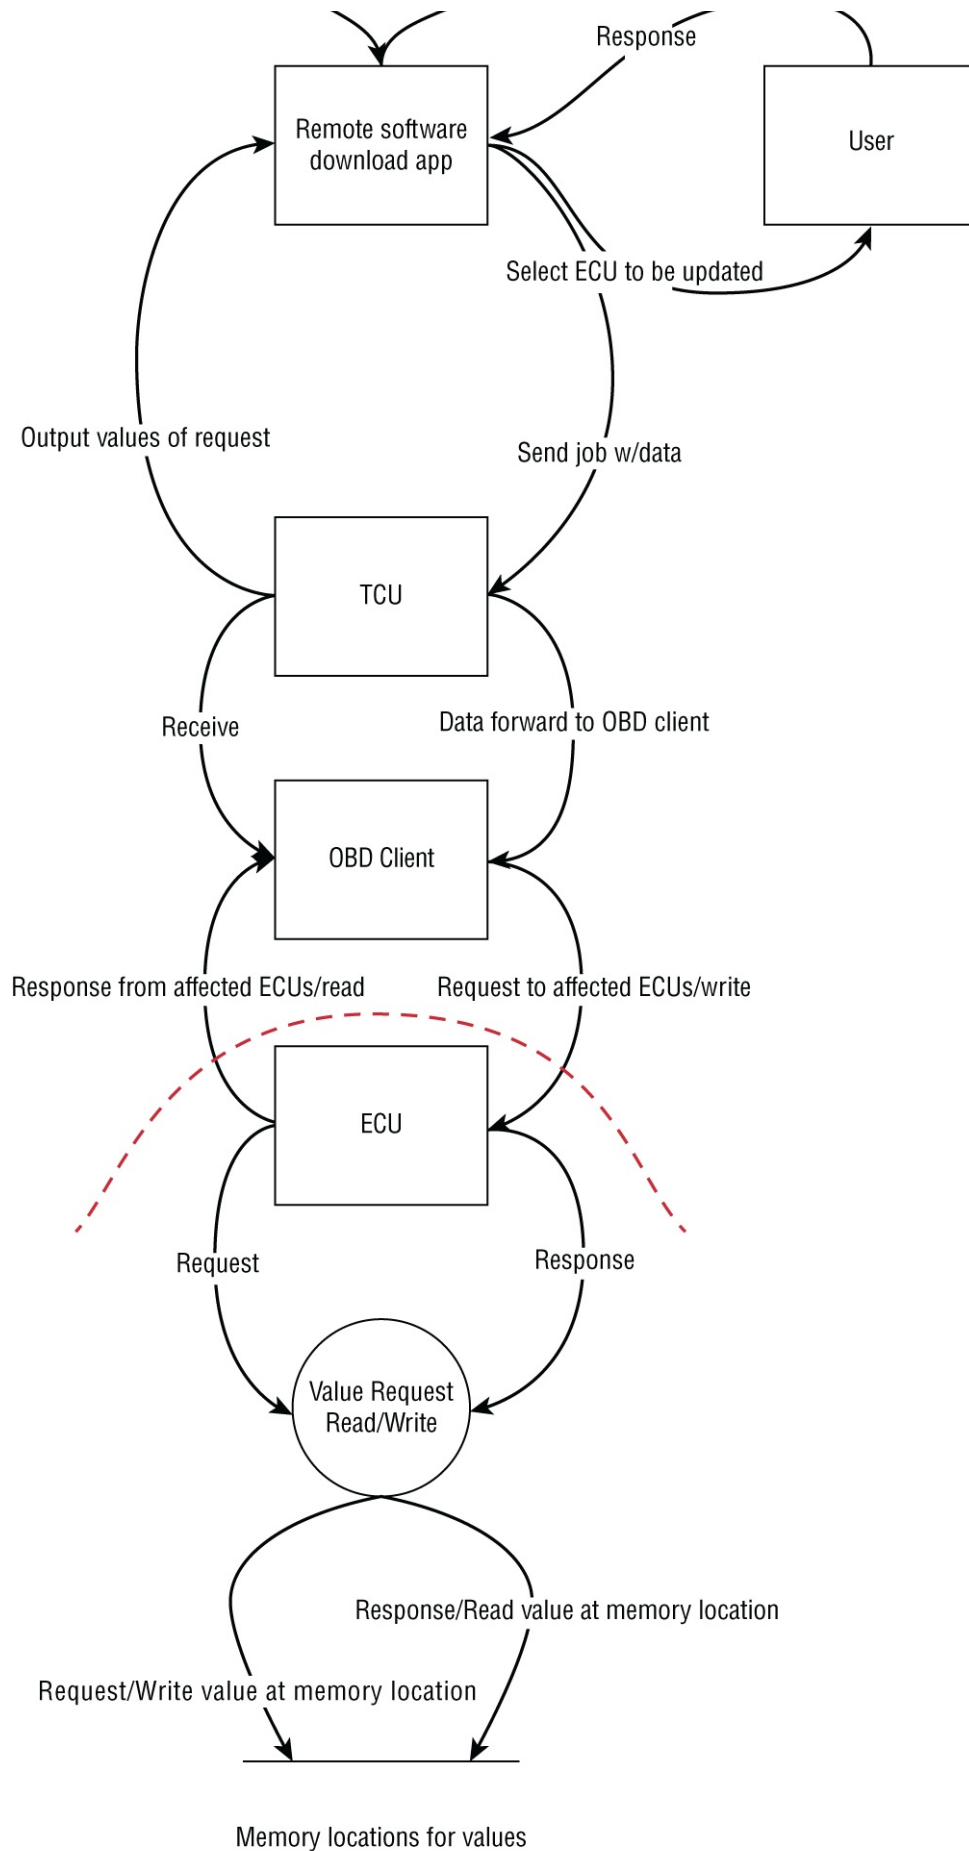 Response
Remote software
download app
User
Select ECU to be updated
Output values of request
Send job w/data
TCU
Receive
Data forward to OBD client
OBD Client
Response from affected ECUs/read
Request to affected ECUs/write
ECU
Request
Response
Value Request
Read/Write
Response/Read value at memory location
Request/Write value at memory location
Memory locations for values